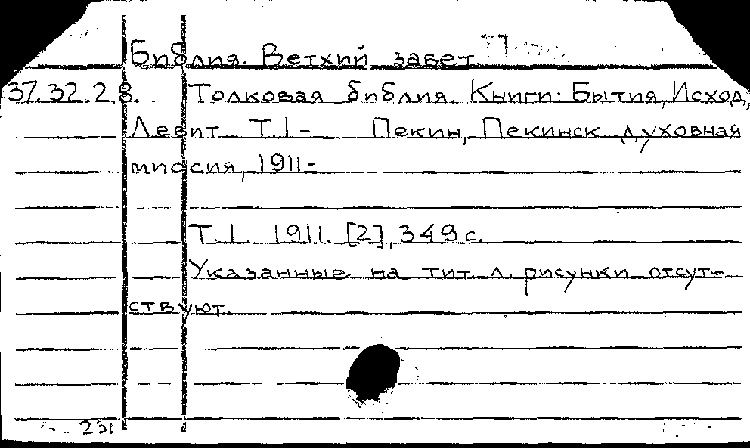 Библия. Ветхий завет
37.32.2.8. Толковая библия. Книги: Бытия, Исход,
Левит Т.1- Пекин, Пекинск духовная
миссия, 1911-
Т.1. 1911. [2], 349 с.
Указанные на тит. л. рисунки отсут-
ствуют.
231